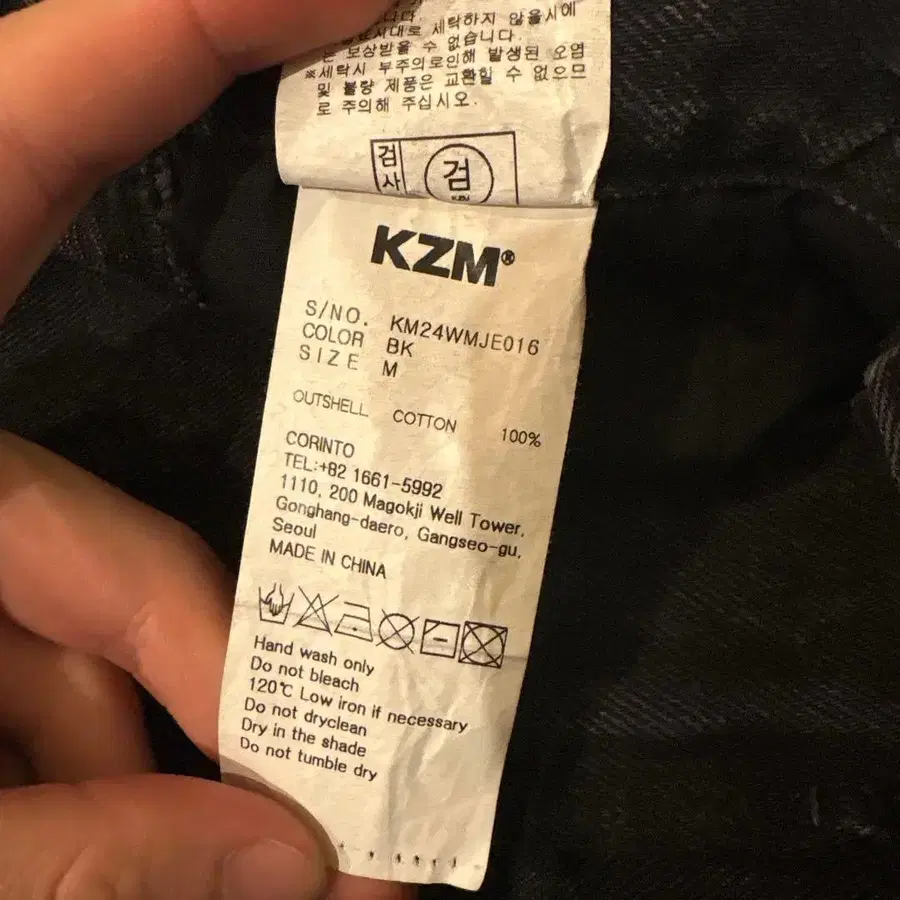 시대로 세탁하지 않을시에
는 보상받을 수 없습니다.
※세탁시 부주의로인해 발생된 오염
및 불량 제품은 교환할 수 없으므
로 주의해 주십시오.
검사
검
KZM®
S/NO. KM24WMJE016
COLOR BK
SIZE M
OUTSHELL COTTON 100%
CORINTO
TEL:+82 1661-5992
1110, 200 Magokji Well Tower,
Gonghang-daero, Gangseo-gu,
Seoul
MADE IN CHINA
Hand wash only
Do not bleach
120℃ Low iron if necessary
Do not dryclean
Dry in the shade
Do not tumble dry